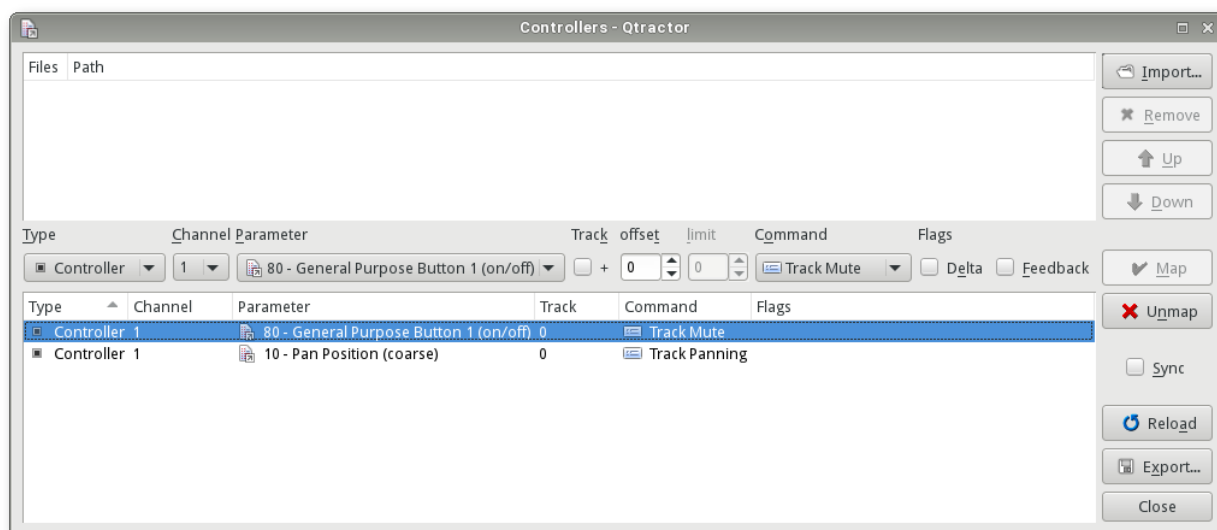 Controllers - Qtractor
Files Path
Import...
Remove
Up
Down
Type Channel Parameter Track offset limit Command Flags
Controller 1 80 - General Purpose Button 1 (on/off) + 0 0 Track Mute Delta Feedback Map
Type Channel Parameter Track Command Flags
Unmap
Controller 1 80 - General Purpose Button 1 (on/off) 0 Track Mute
Controller 1 10 - Pan Position (coarse) 0 Track Panning
Sync
Reload
Export...
Close